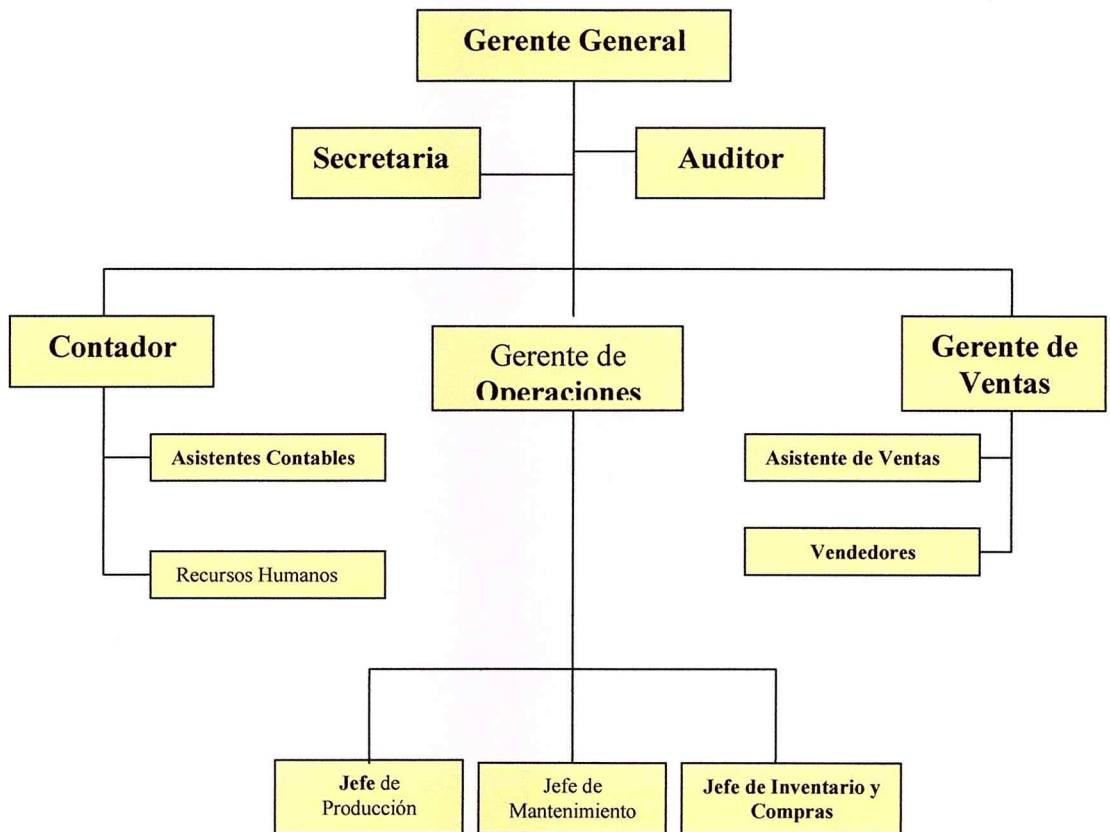 Gerente General
Secretaria
Auditor
Contador
Gerente de
Operaciones
Gerente de
Ventas
Asistentes Contables
Asistente de Ventas
Vendedores
Recursos Humanos
Jefe de
Producción
Jefe de
Mantenimiento
Jefe de Inventario y
Compras